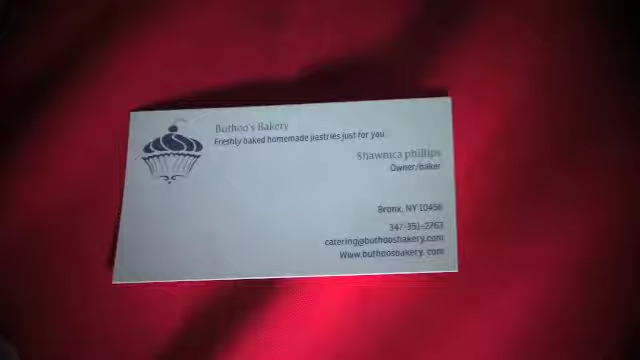 Buthoo's Bakery
Freshly baked homemade pastries just for you
Shawnica phillips
Owner/baker
Bronx, NY 10456
347-351-2763
catering@buthoosbakery.com
Www.buthoosbakery. com